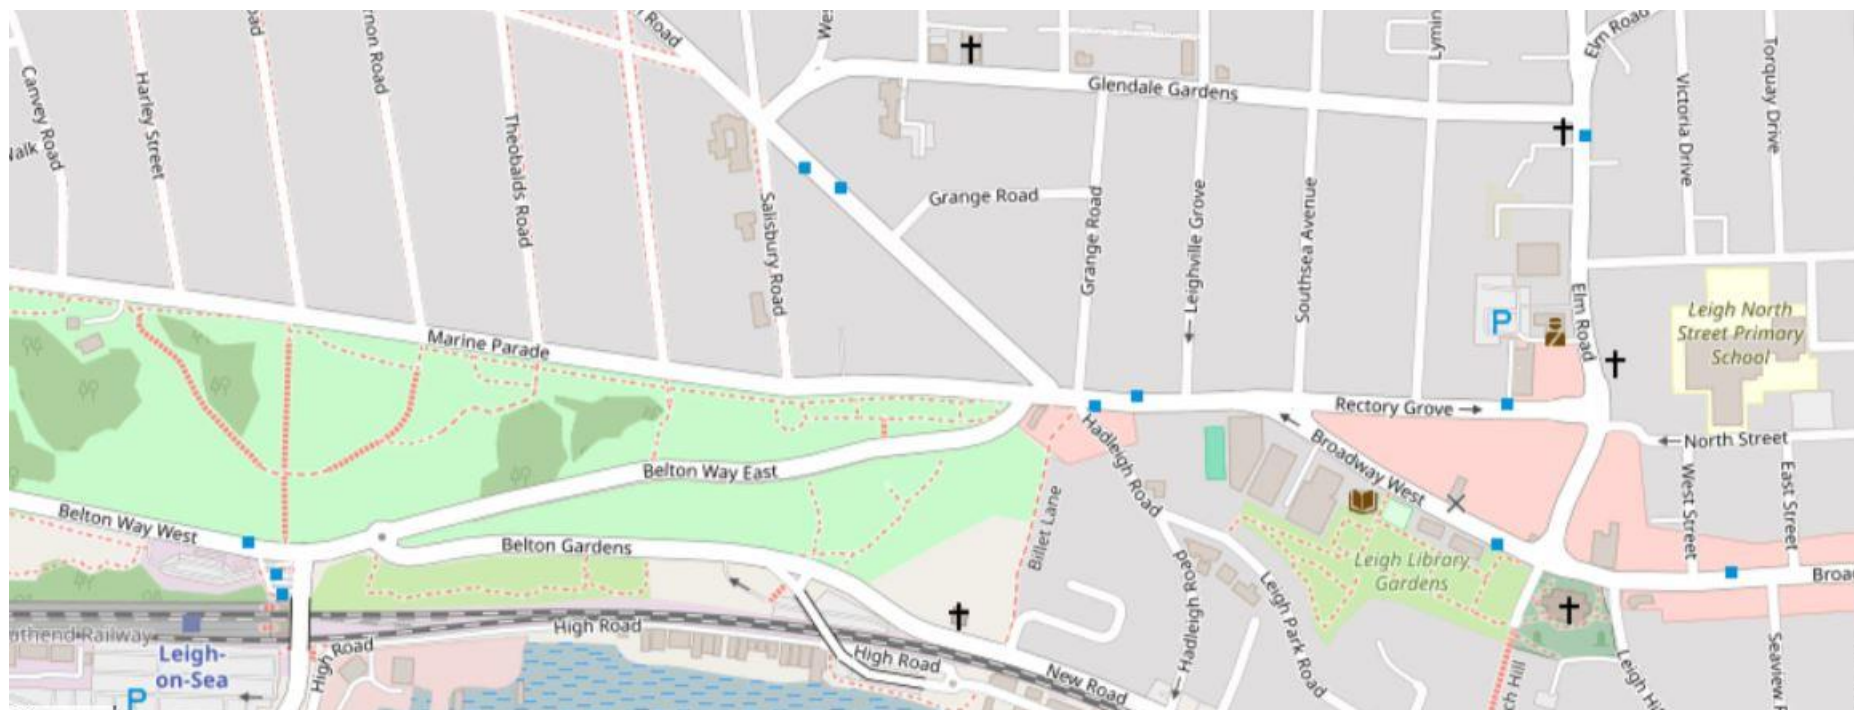 Road
Elm Road
Canvey Road
Harley Street
Theobalds Road
Glendale Gardens
Victoria Drive
Torquay Drive
Salisbury Road
Grange Road
Grange Road
Leighville Grove
Southsea Avenue
Elm Road
Leigh North
Street Primary
School
Marine Parade
P
Rectory Grove
Hadleigh Road
Broadway West
North Street
West Street
East Street
Belton Way East
Belton Way West
Belton Gardens
Billet Lane
Leigh Library
Gardens
Hadleigh Road
Leigh Park Road
High Road
High Road
High Road
New Road
Railway
Leigh-
on-Sea
P
Seaview